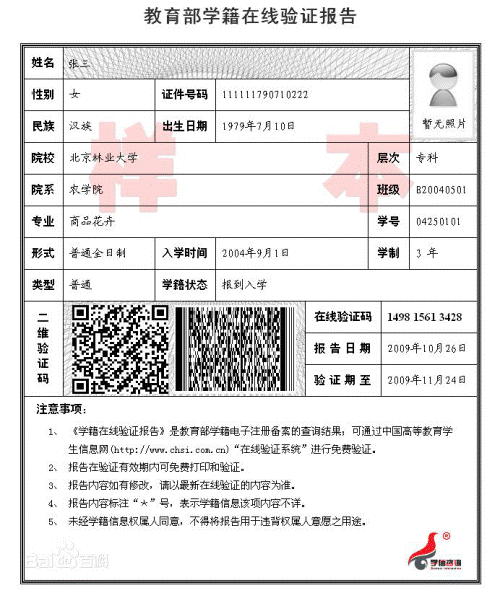 教育部学籍在线验证报告
姓名 张三
性别 女 证件号码 111111790710222
民族 汉族 出生日期 1979年7月10日 暂无照片
院校 北京林业大学 层次 专科
院系 农学院 班级 B20040501
专业 商品花卉 学号 04250101
形式 普通全日制 入学时间 2004年9月1日 学制 3 年
类型 普通 学籍状态 报到入学
样本
二维验证码
在线验证码 1498 1561 3428
报告日期 2009年10月26日
验证期至 2009年11月24日
注意事项:
1、《学籍在线验证报告》是教育部学籍电子注册备案的查询结果,可通过中国高等教育学
生信息网(http://www.chsi.com.cn)“在线验证系统”进行免费验证。
2、报告在验证有效期内可免费打印和验证。
3、报告内容如有修改,请以最新在线验证的内容为准。
4、报告内容标注“*”号,表示学籍信息该项内容不详。
5、未经学籍信息权属人同意,不得将报告用于违背权属人意愿之用途。
Bai百科
学信咨询
®